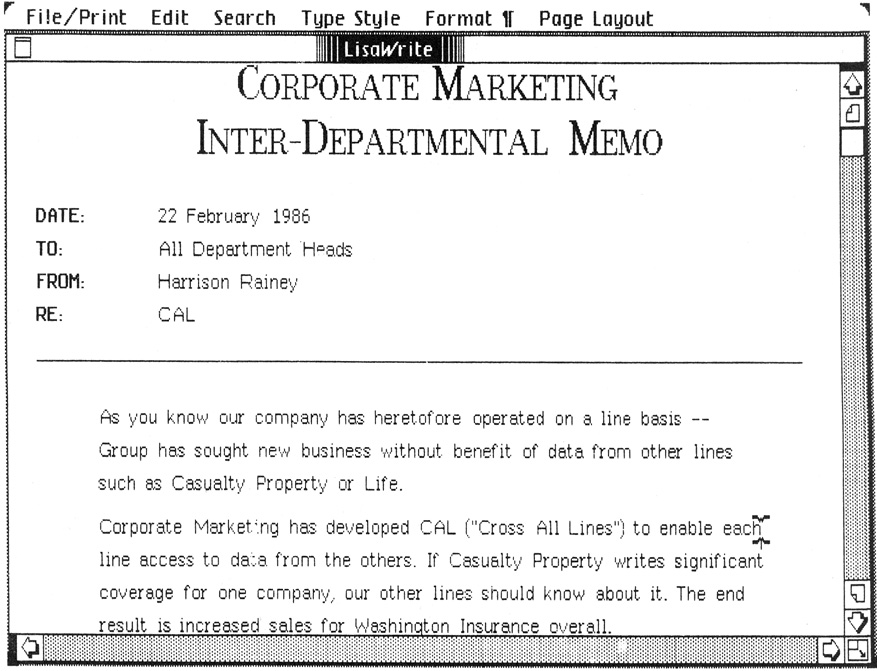 File/Print Edit Search Type Style Format ¶ Page Layout
LisaWrite
CORPORATE MARKETING
INTER-DEPARTMENTAL MEMO
DATE: 22 February 1986
TO: All Department Heads
FROM: Harrison Rainey
RE: CAL
As you know our company has heretofore operated on a line basis --
Group has sought new business without benefit of data from other lines
such as Casualty Property or Life.
Corporate Marketing has developed CAL ("Cross All Lines") to enable each
line access to data from the others. If Casualty Property writes significant
coverage for one company, our other lines should know about it. The end
result is increased sales for Washington Insurance overall.